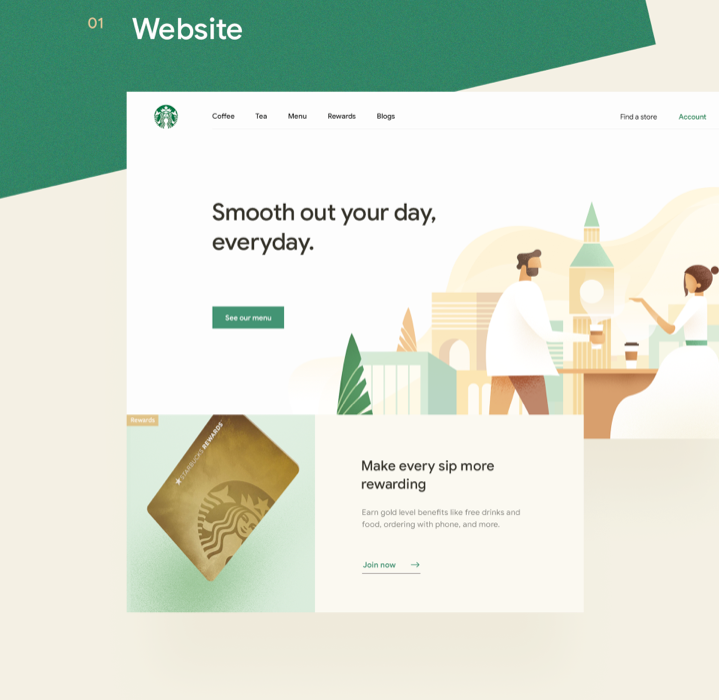 01 Website
Coffee Tea Menu Rewards Blogs Find a store Account
Smooth out your day,
everyday.
See our menu
Rewards
STARBUCKS REWARDS
Make every sip more
rewarding
Earn gold level benefits like free drinks and
food, ordering with phone, and more.
Join now →